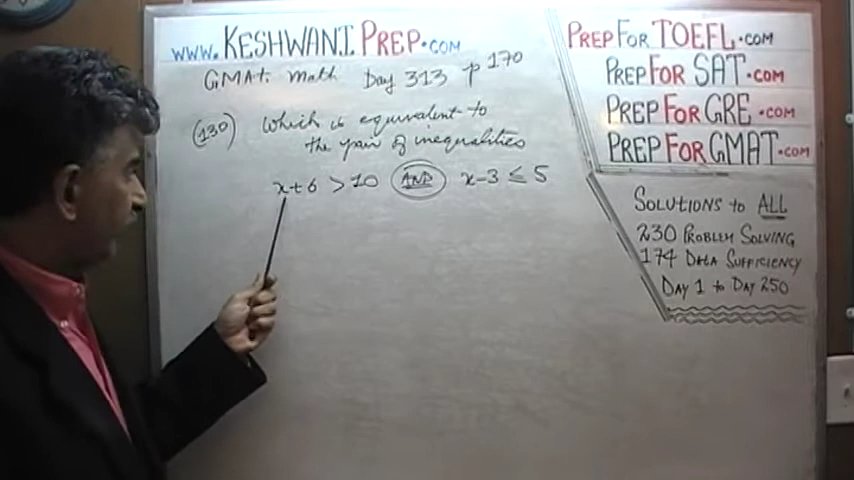 WWW.KESHWANI PREP.COM
GMAT math Day 313 - p 170
(130) Which is equivalent to
the pair of inequalities
x+6 > 10 AND x-3 ≤ 5
PREP FOR TOEFL.COM
PREP FOR SAT.COM
PREP FOR GRE.COM
PREP FOR GMAT.COM
SOLUTIONS TO ALL
230 PROBLEM SOLVING
174 DATA SUFFICIENCY
DAY 1 to DAY 250